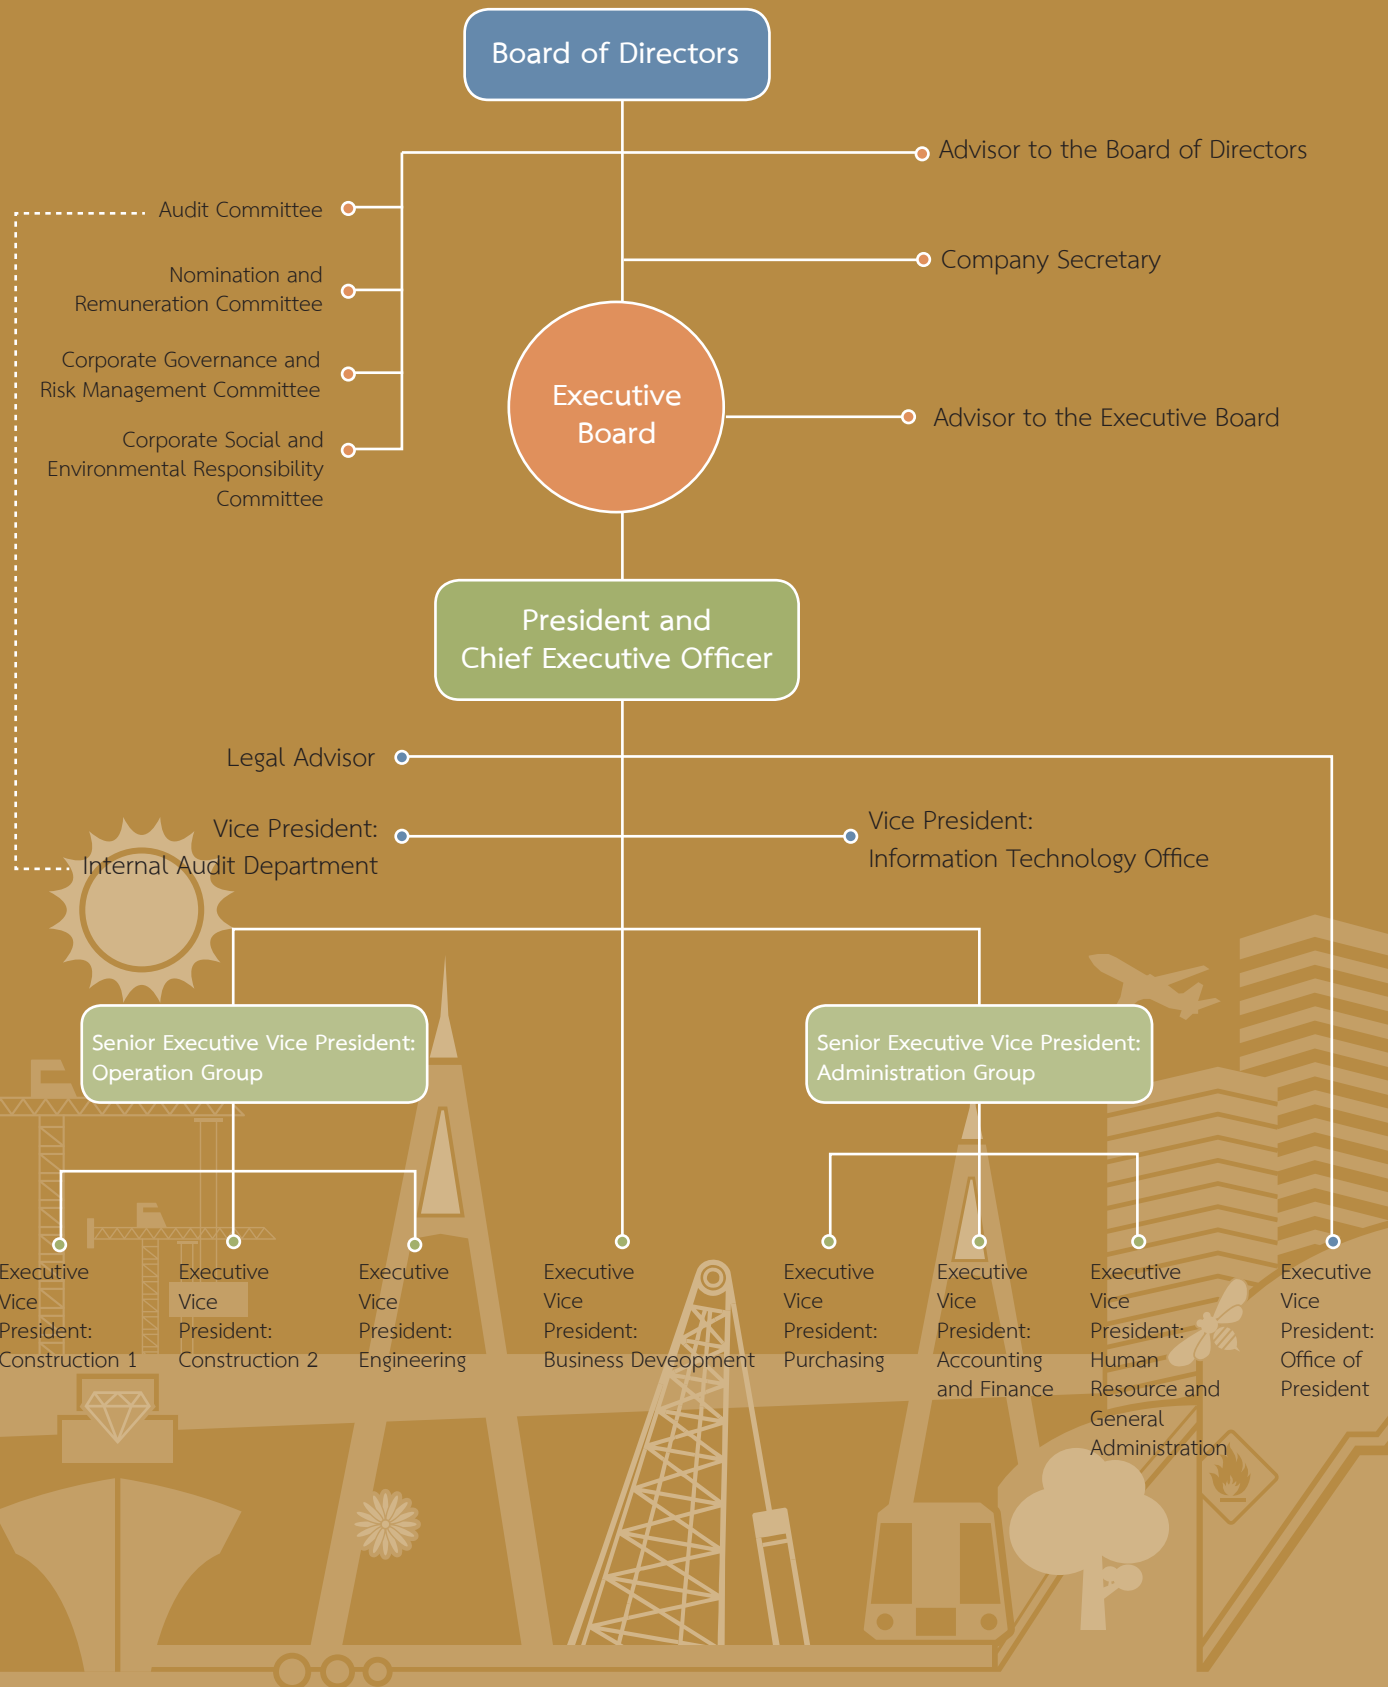 Board of Directors
Advisor to the Board of Directors
Audit Committee
Company Secretary
Nomination and
Remuneration Committee
Corporate Governance and
Risk Management Committee
Executive
Board
Advisor to the Executive Board
Corporate Social and
Environmental Responsibility
Committee
President and
Chief Executive Officer
Legal Advisor
Vice President:
Internal Audit Department
Vice President:
Information Technology Office
Senior Executive Vice President:
Operation Group
Senior Executive Vice President:
Administration Group
Executive
Vice
President:
Construction 1
Executive
Vice
President:
Construction 2
Executive
Vice
President:
Engineering
Executive
Vice
President:
Business Deveopment
Executive
Vice
President:
Purchasing
Executive
Vice
President:
Accounting
and Finance
Executive
Vice
President:
Human
Resource and
General
Administration
Executive
Vice
President:
Office of
President